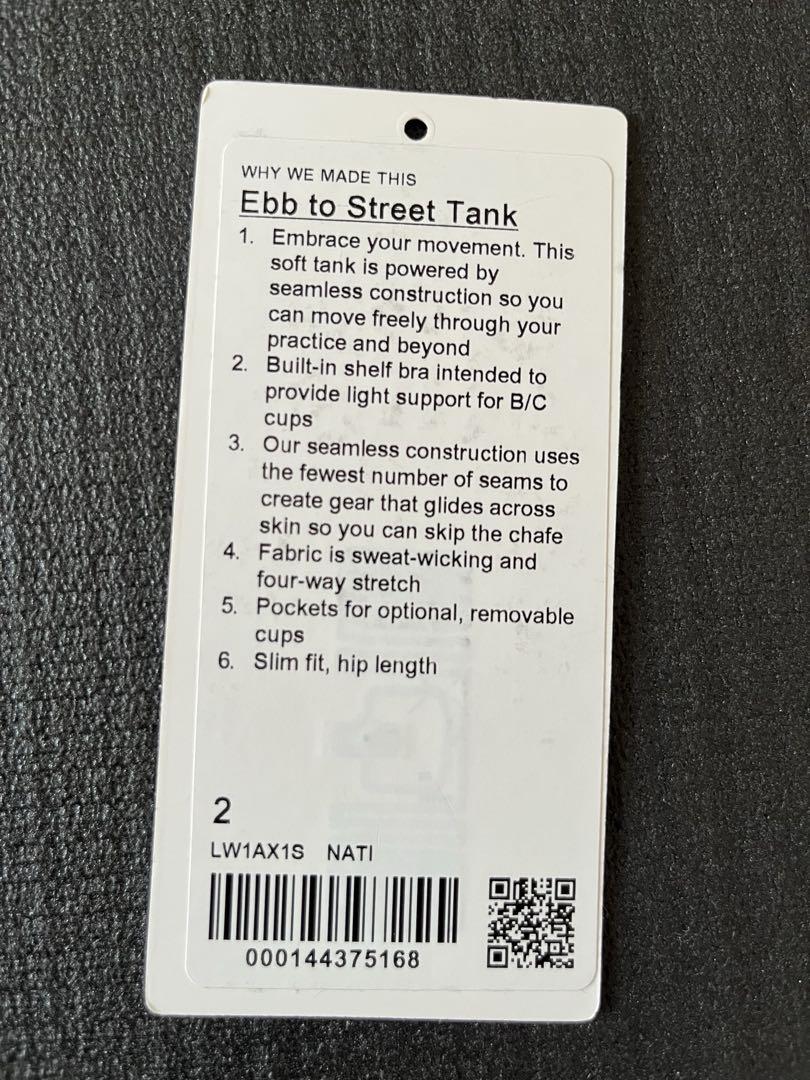 WHY WE MADE THIS
Ebb to Street Tank
1. Embrace your movement. This
soft tank is powered by
seamless construction so you
can move freely through your
practice and beyond
2. Built-in shelf bra intended to
provide light support for B/C
cups
3. Our seamless construction uses
the fewest number of seams to
create gear that glides across
skin so you can skip the chafe
4. Fabric is sweat-wicking and
four-way stretch
5. Pockets for optional, removable
cups
6. Slim fit, hip length
2
LW1AX1S NATI
000144375168